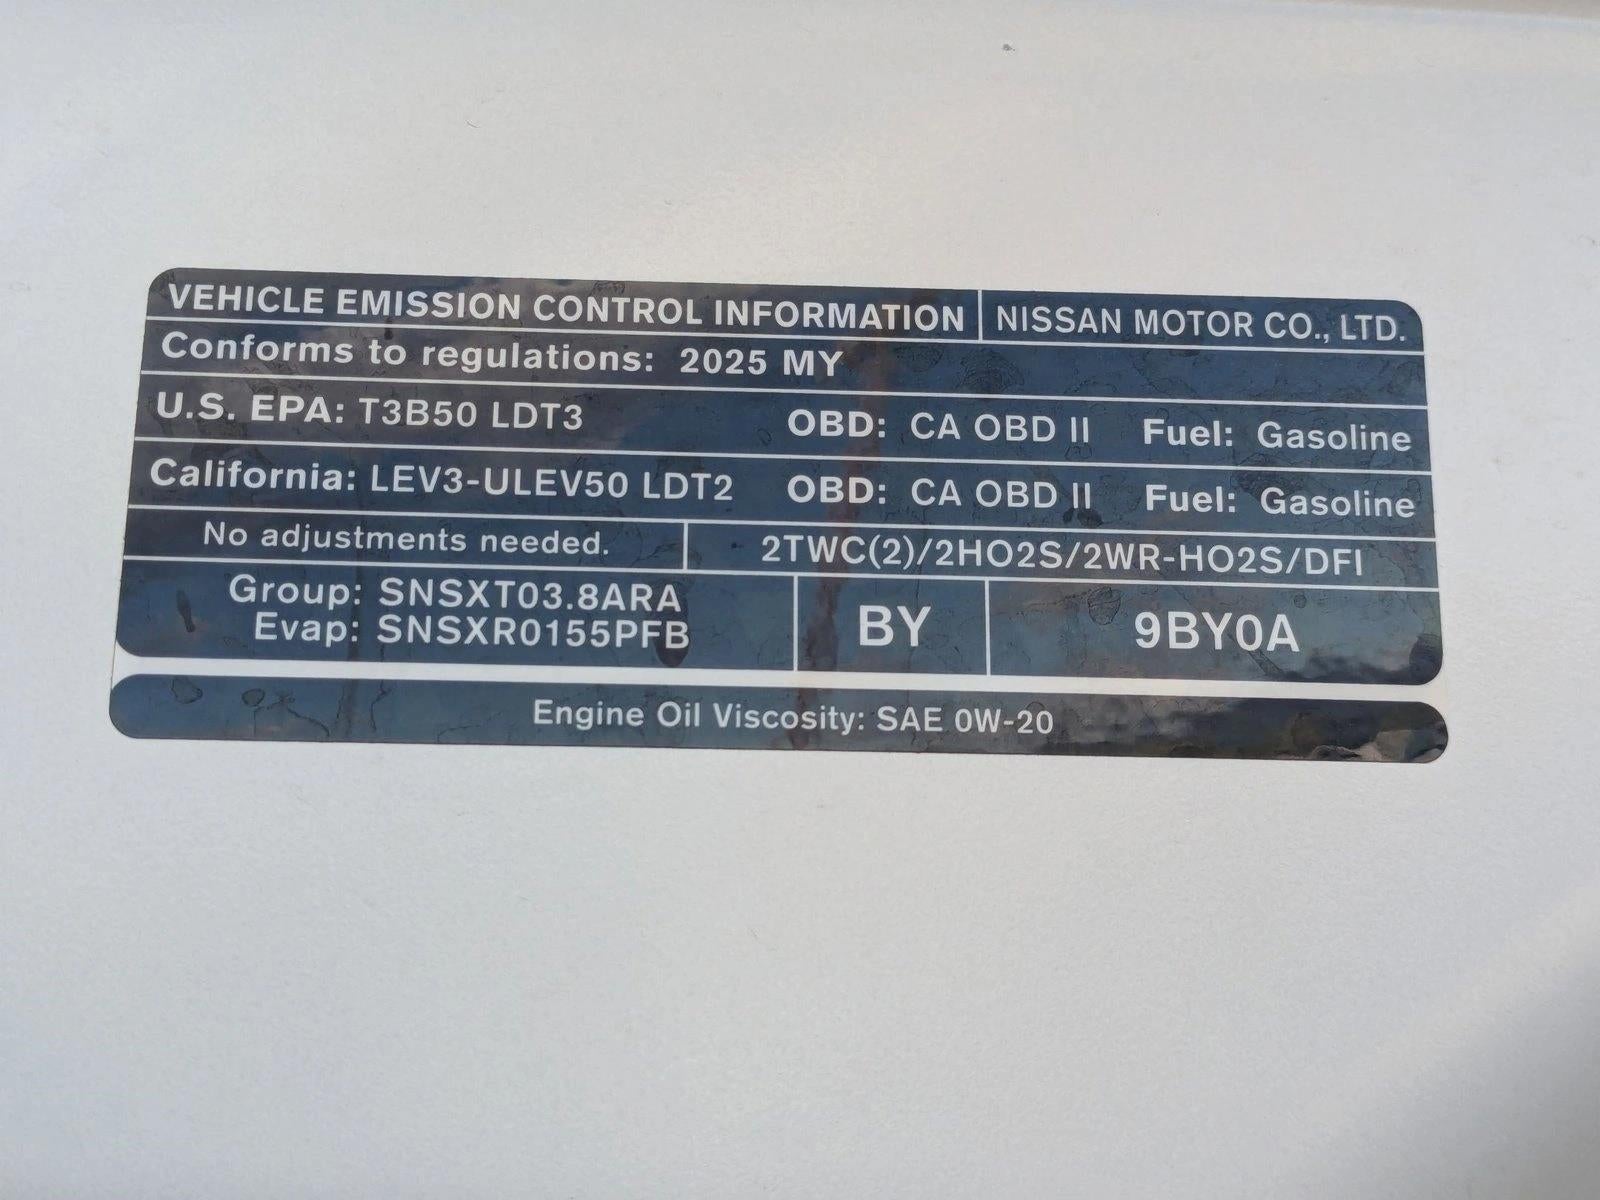 VEHICLE EMISSION CONTROL INFORMATION NISSAN MOTOR CO., LTD.
Conforms to regulations: 2025 MY
U.S. EPA: T3B50 LDT3 OBD: CA OBD II Fuel: Gasoline
California: LEV3-ULEV50 LDT2 OBD: CA OBD II Fuel: Gasoline
No adjustments needed. 2TWC(2)/2HO2S/2WR-HO2S/DFI
Group: SNSXT03.8ARA
Evap: SNSXR0155PFB
BY 9BY0A
Engine Oil Viscosity: SAE 0W-20